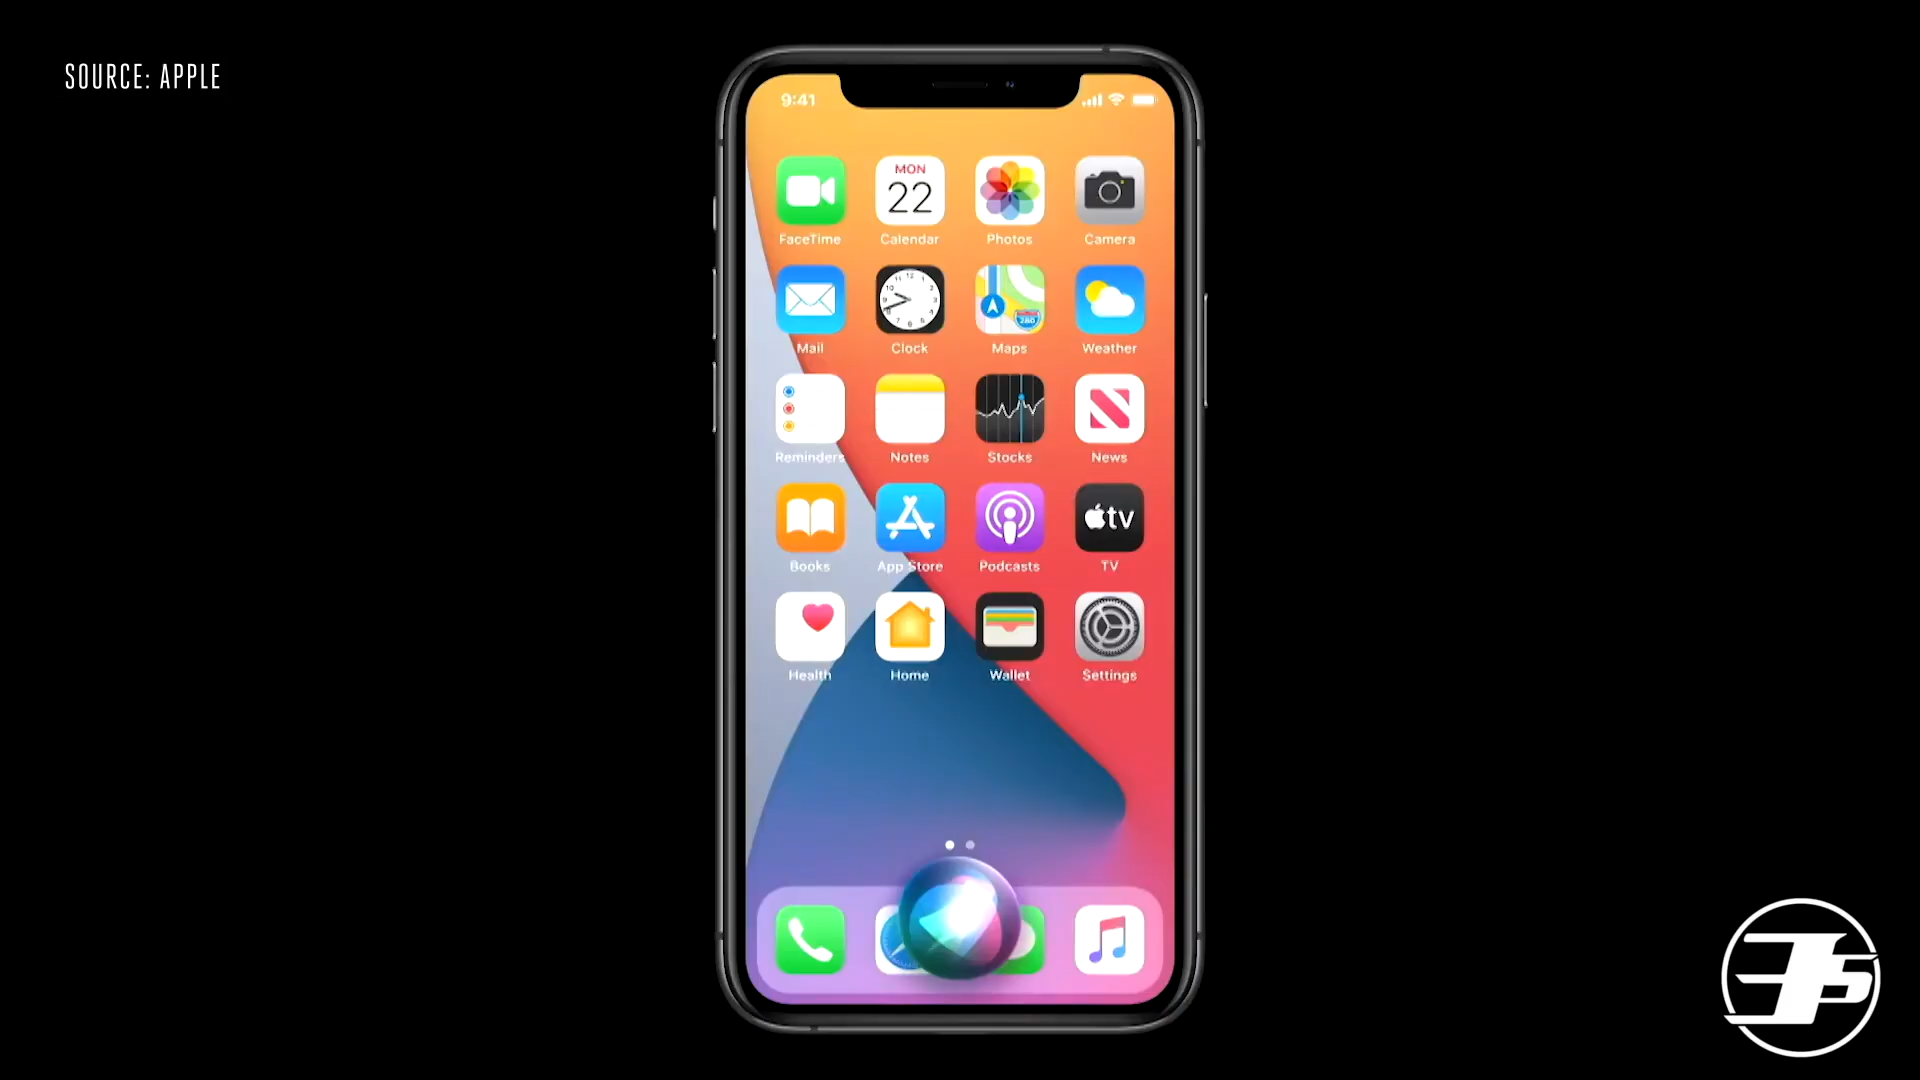 SOURCE: APPLE
9:41
MON
22
FaceTime
Calendar
Photos
Camera
280
Mail
Clock
Maps
Weather
Reminders
Notes
Stocks
News
tv
Books
App Store
Podcasts
TV
Health
Home
Wallet
Settings